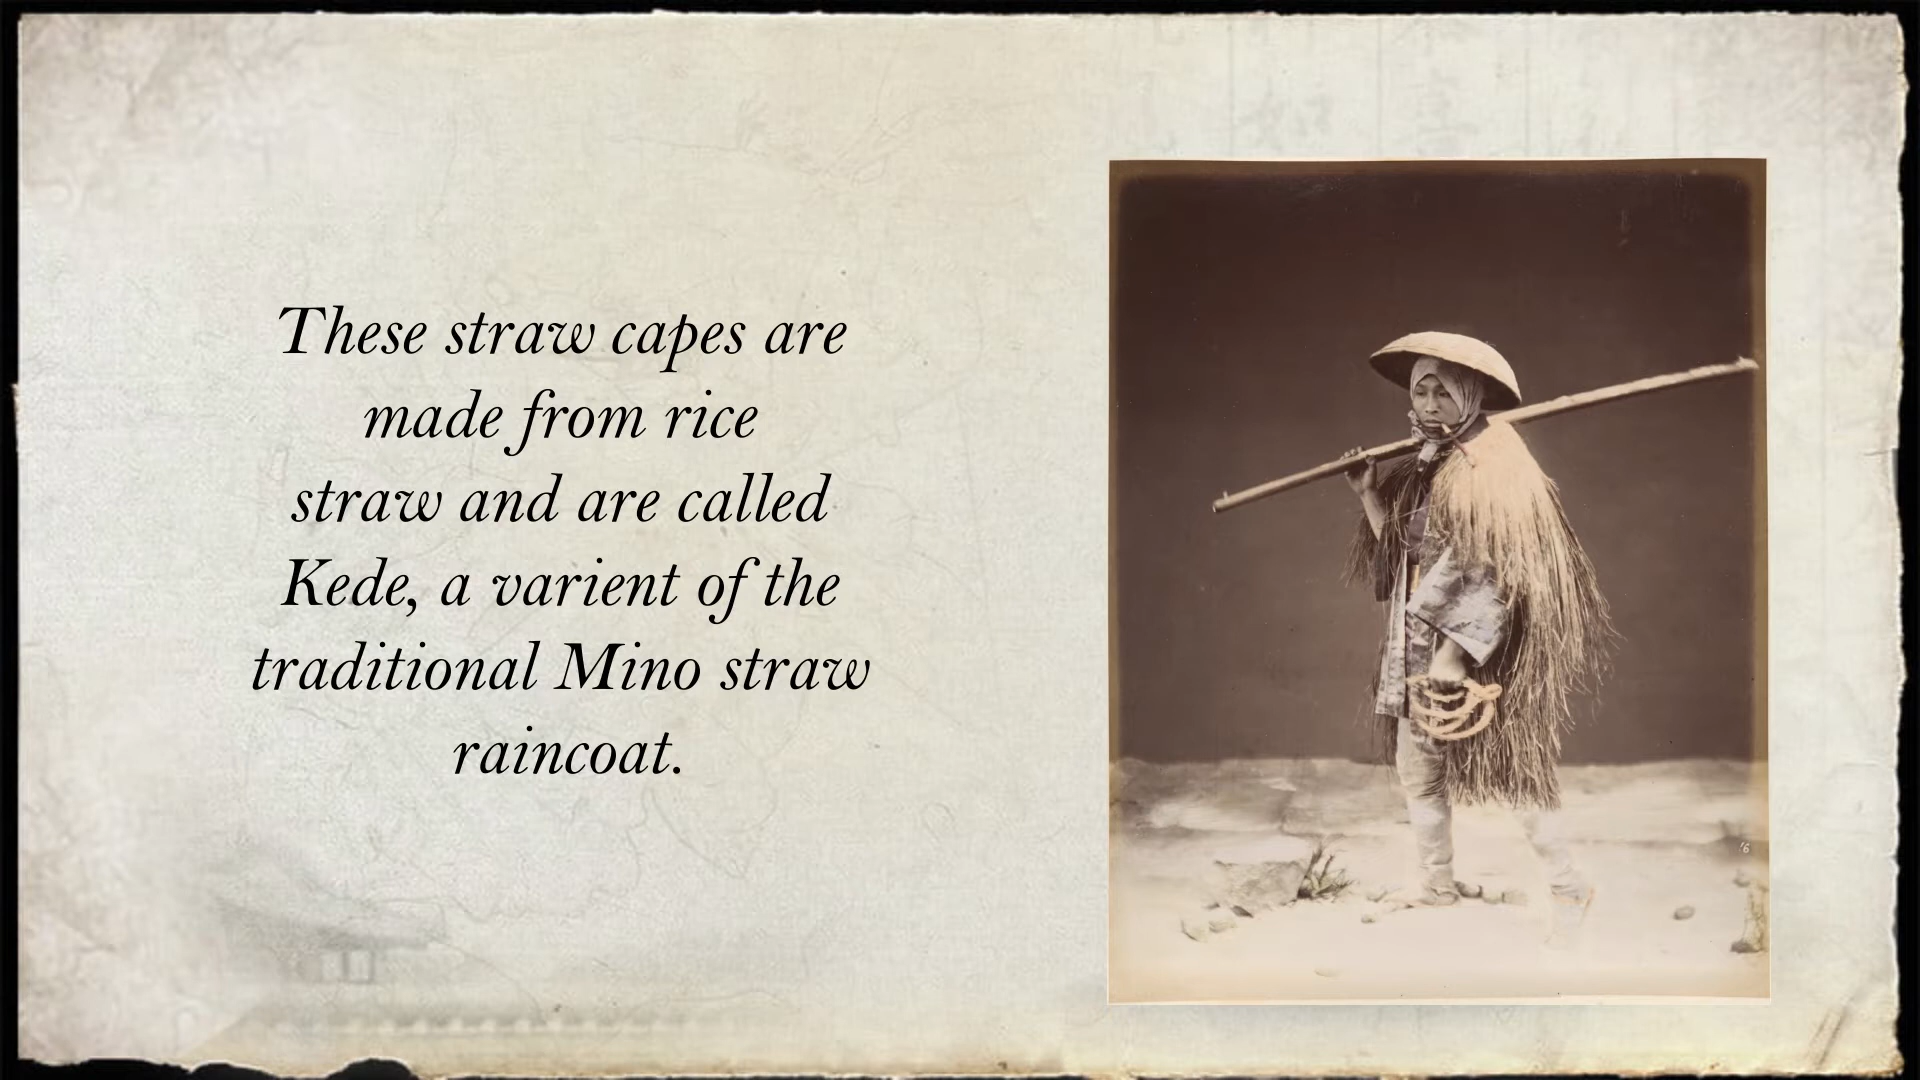 These straw capes are
made from rice
straw and are called
Kede, a varient of the
traditional Mino straw
raincoat.